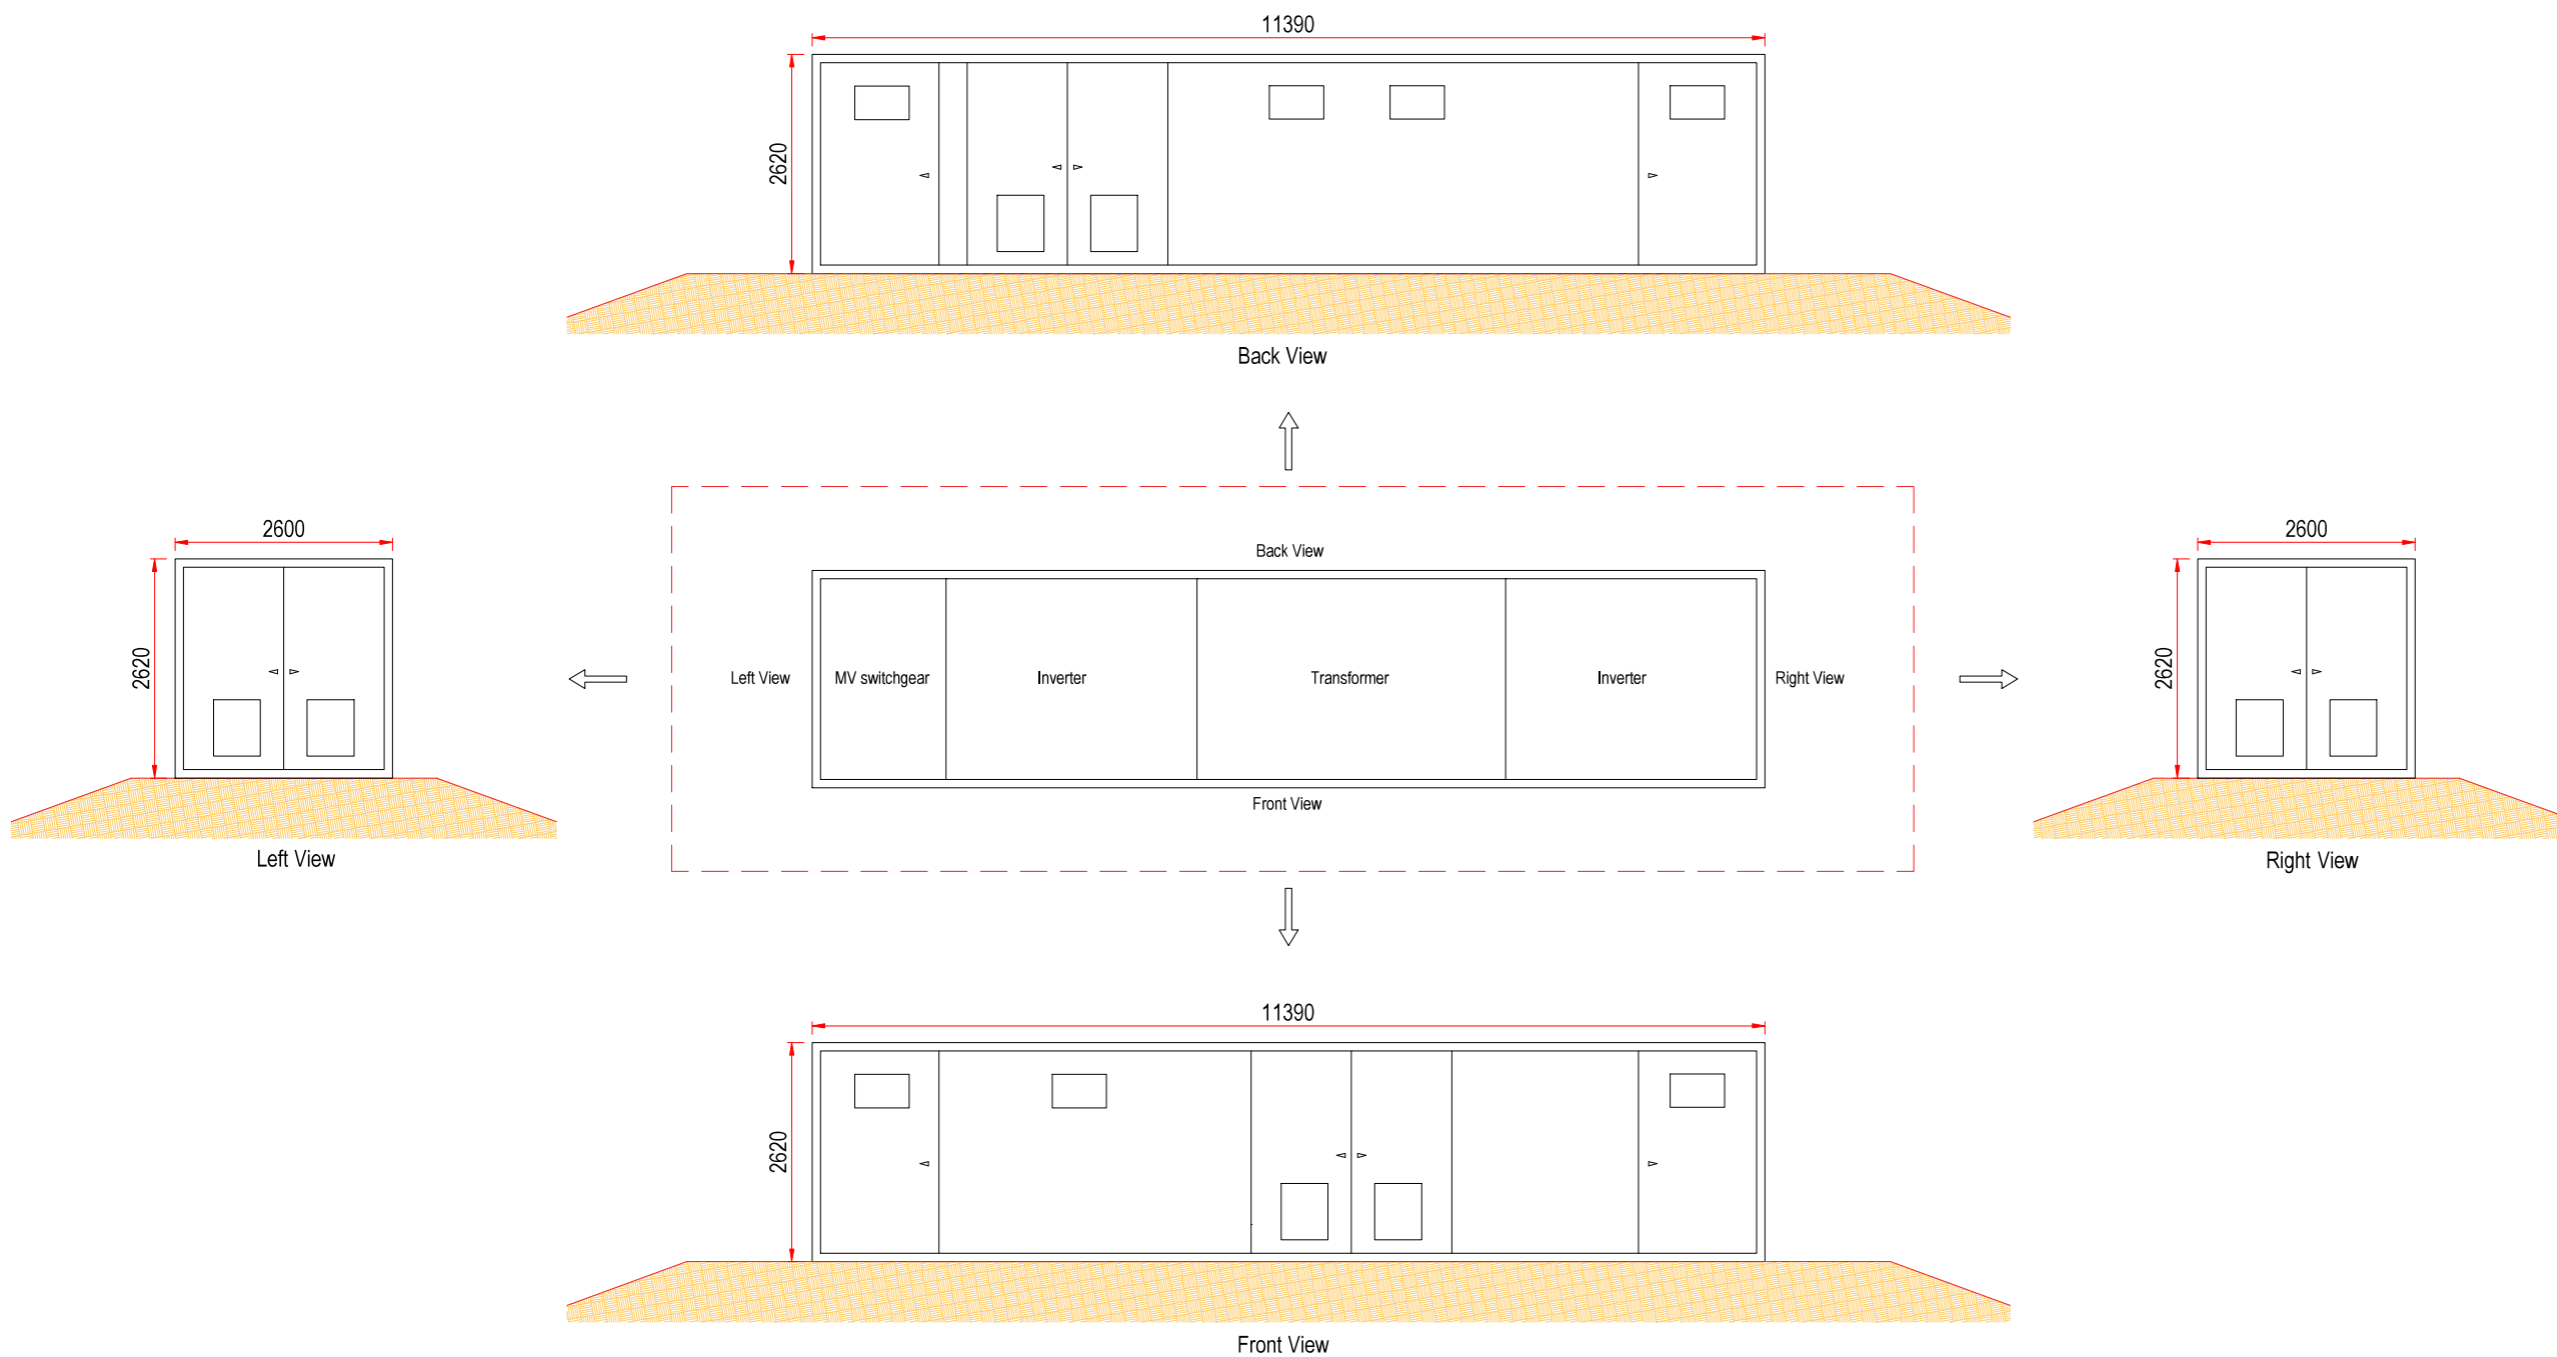 11390
2620
Back View
2600
2620
Left View
Back View
Left View
MV switchgear
Inverter
Transformer
Inverter
Right View
Front View
2600
2620
Right View
11390
2620
Front View